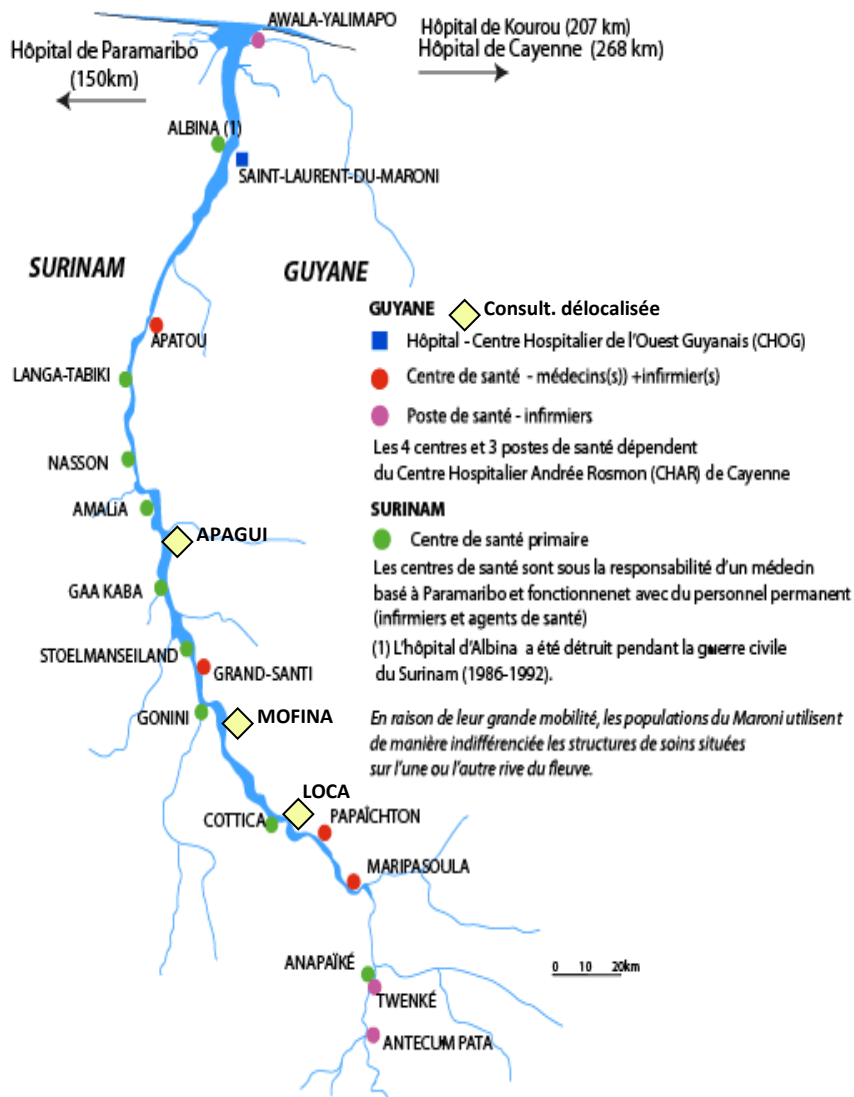 AWALA-YALIMAPO
Hôpital de Kourou (207 km)
Hôpital de Cayenne (268 km)
Hôpital de Paramaribo
(150km)
ALBINA (1)
SAINT-LAURENT-DU-MARONI
SURINAM
GUYANE
GUYANE
Consult. délocalisée
Hôpital - Centre Hospitalier de l'Ouest Guyanais (CHOG)
APATOU
Centre de santé - médecins(s)) +infirmier(s)
LANGA-TABIKI
Poste de santé - infirmiers
Les 4 centres et 3 postes de santé dépendent
du Centre Hospitalier Andrée Rosmon (CHAR) de Cayenne
NASSON
AMALiA
SURINAM
APAGUI
Centre de santé primaire
Les centres de santé sont sous la responsabilité d'un médecin
basé à Paramaribo et fonctionnenet avec du personnel permanent
(infirmiers et agents de santé)
GAA KABA
(1) L'hôpital d'Albina a été détruit pendant la guerre civile
du Surinam (1986-1992).
STOELMANSEILAND
GRAND-SANTI
GONINI
MOFINA
En raison de leur grande mobilité, les populations du Maroni utilisent
de manière indifférenciée les structures de soins situées
sur l'une ou l'autre rive du fleuve.
LOCA
COTTICA
PAPAÎCHTON
MARIPASOULA
ANAPAÏKÉ
0 10 20km
TWENKÉ
ANTECUM PATA